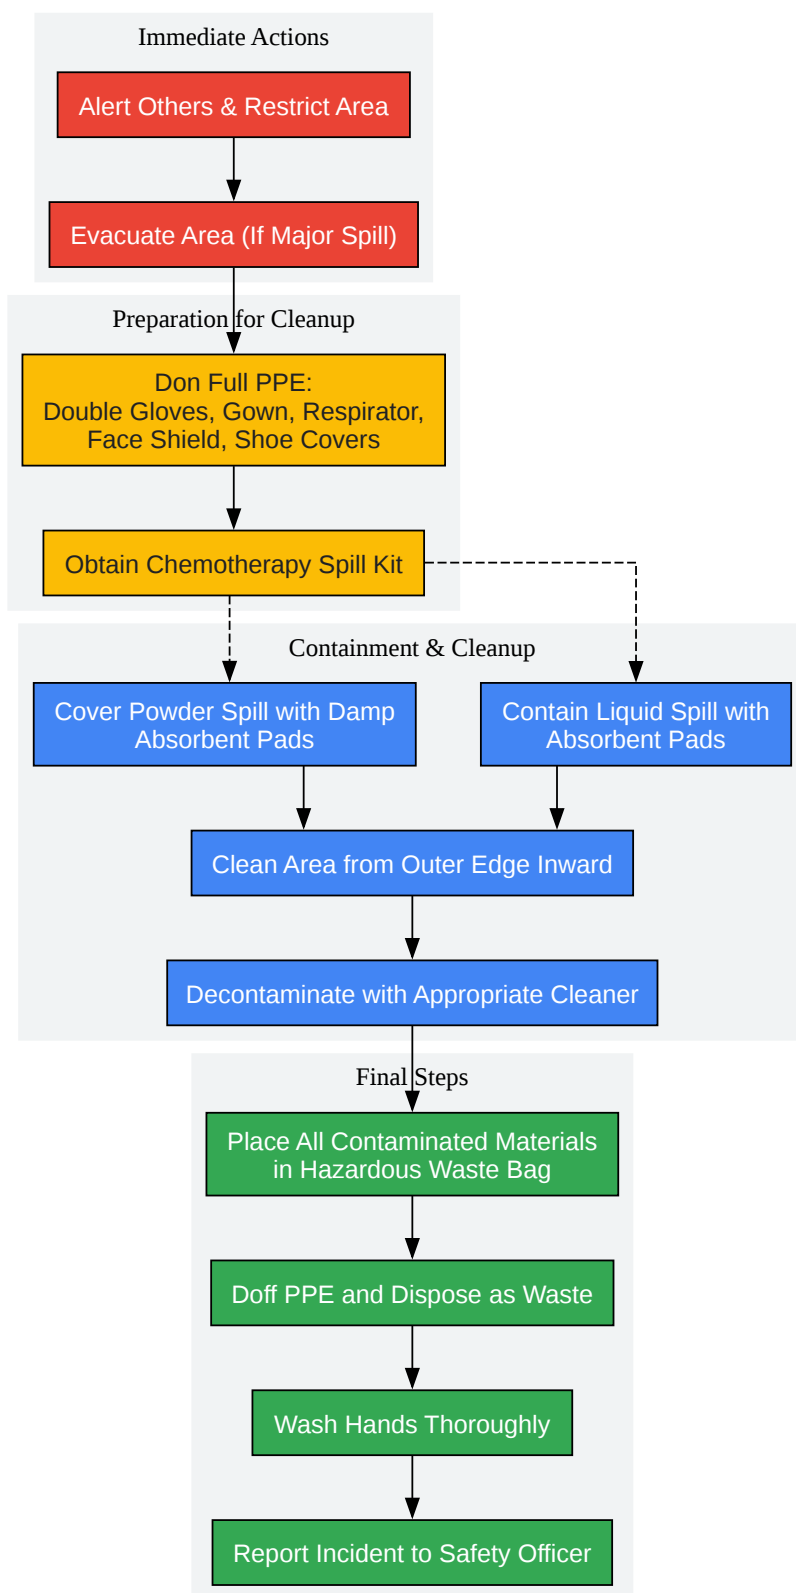 Immediate Actions
Alert Others & Restrict Area
Evacuate Area (If Major Spill)
Preparation for Cleanup
Don Full PPE:
Double Gloves, Gown, Respirator,
Face Shield, Shoe Covers
Obtain Chemotherapy Spill Kit
Containment & Cleanup
Cover Powder Spill with Damp
Absorbent Pads
Contain Liquid Spill with
Absorbent Pads
Clean Area from Outer Edge Inward
Decontaminate with Appropriate Cleaner
Final Steps
Place All Contaminated Materials
in Hazardous Waste Bag
Doff PPE and Dispose as Waste
Wash Hands Thoroughly
Report Incident to Safety Officer